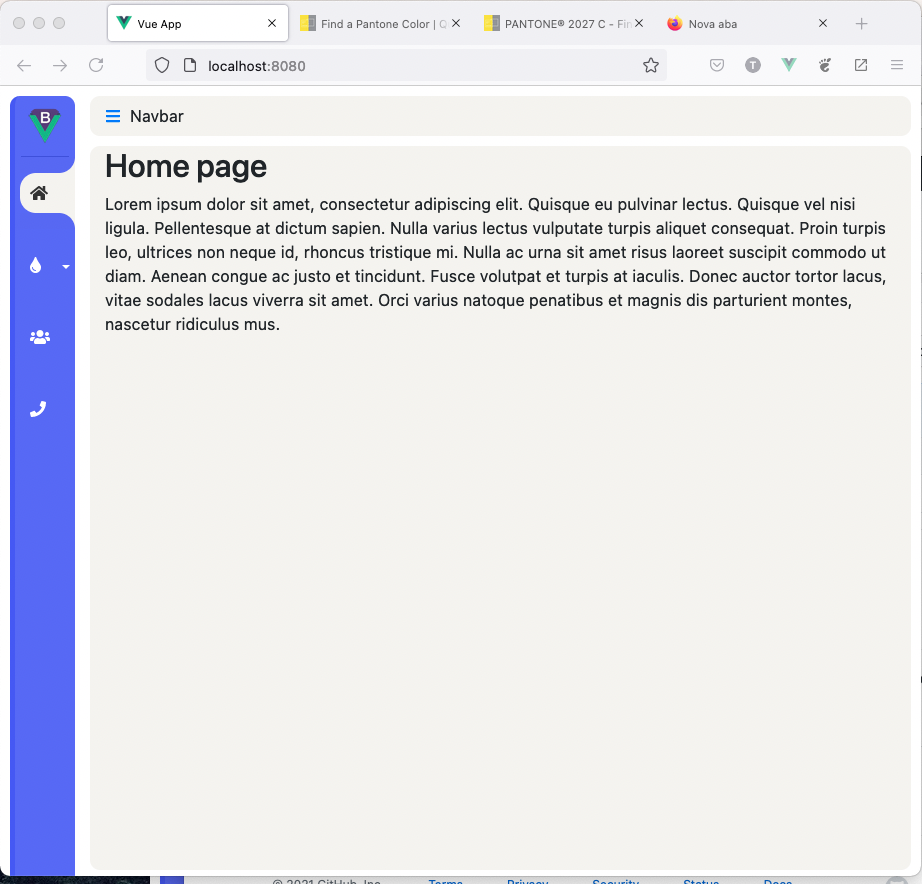 Vue App
Find a Pantone Color | Q
PANTONE® 2027 C - Fin
Nova aba
localhost:8080
T
B
Navbar
Home page
Lorem ipsum dolor sit amet, consectetur adipiscing elit. Quisque eu pulvinar lectus. Quisque vel nisi
ligula. Pellentesque at dictum sapien. Nulla varius lectus vulputate turpis aliquet consequat. Proin turpis
leo, ultrices non neque id, rhoncus tristique mi. Nulla ac urna sit amet risus laoreet suscipit commodo ut
diam. Aenean congue ac justo et tincidunt. Fusce volutpat et turpis at iaculis. Donec auctor tortor lacus,
vitae sodales lacus viverra sit amet. Orci varius natoque penatibus et magnis dis parturient montes,
nascetur ridiculus mus.
© 2021 GitHub, Inc.
Terms
Privacy
Security
Status
Docs